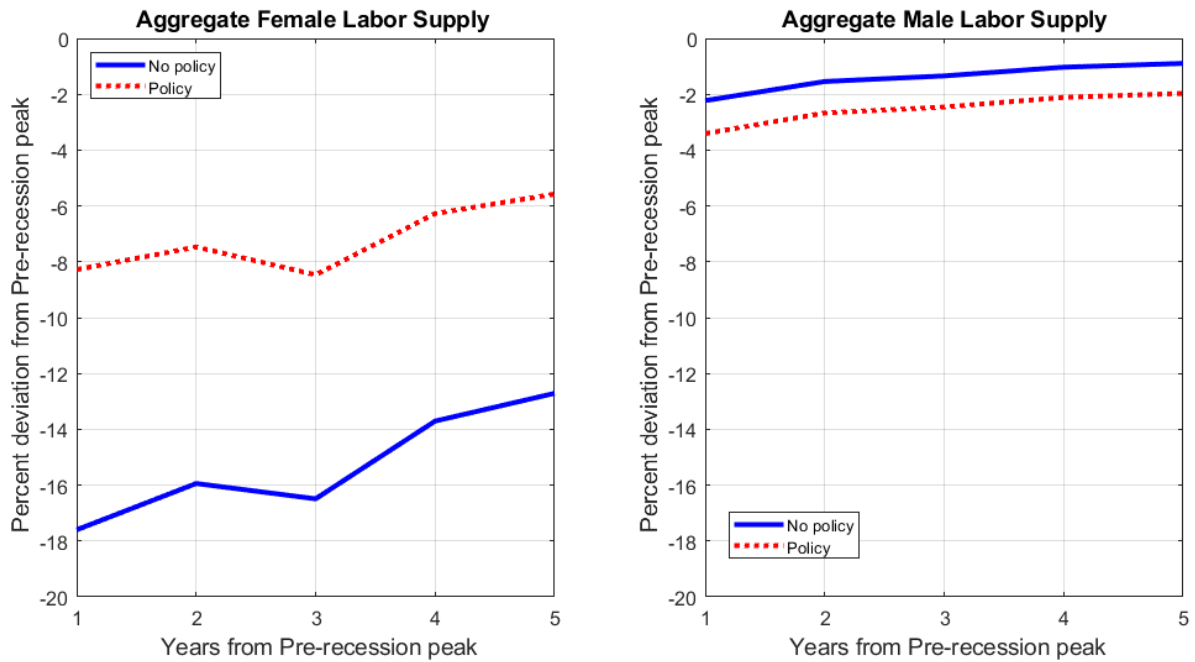 Aggregate Female Labor Supply
0
-2
-4
-6
-8
-10
-12
-14
-16
-18
-20
Percent deviation from Pre-recession peak
No policy
Policy
1 2 3 4 5
Years from Pre-recession peak
Aggregate Male Labor Supply
0
-2
-4
-6
-8
-10
-12
-14
-16
-18
-20
Percent deviation from Pre-recession peak
No policy
Policy
1 2 3 4 5
Years from Pre-recession peak